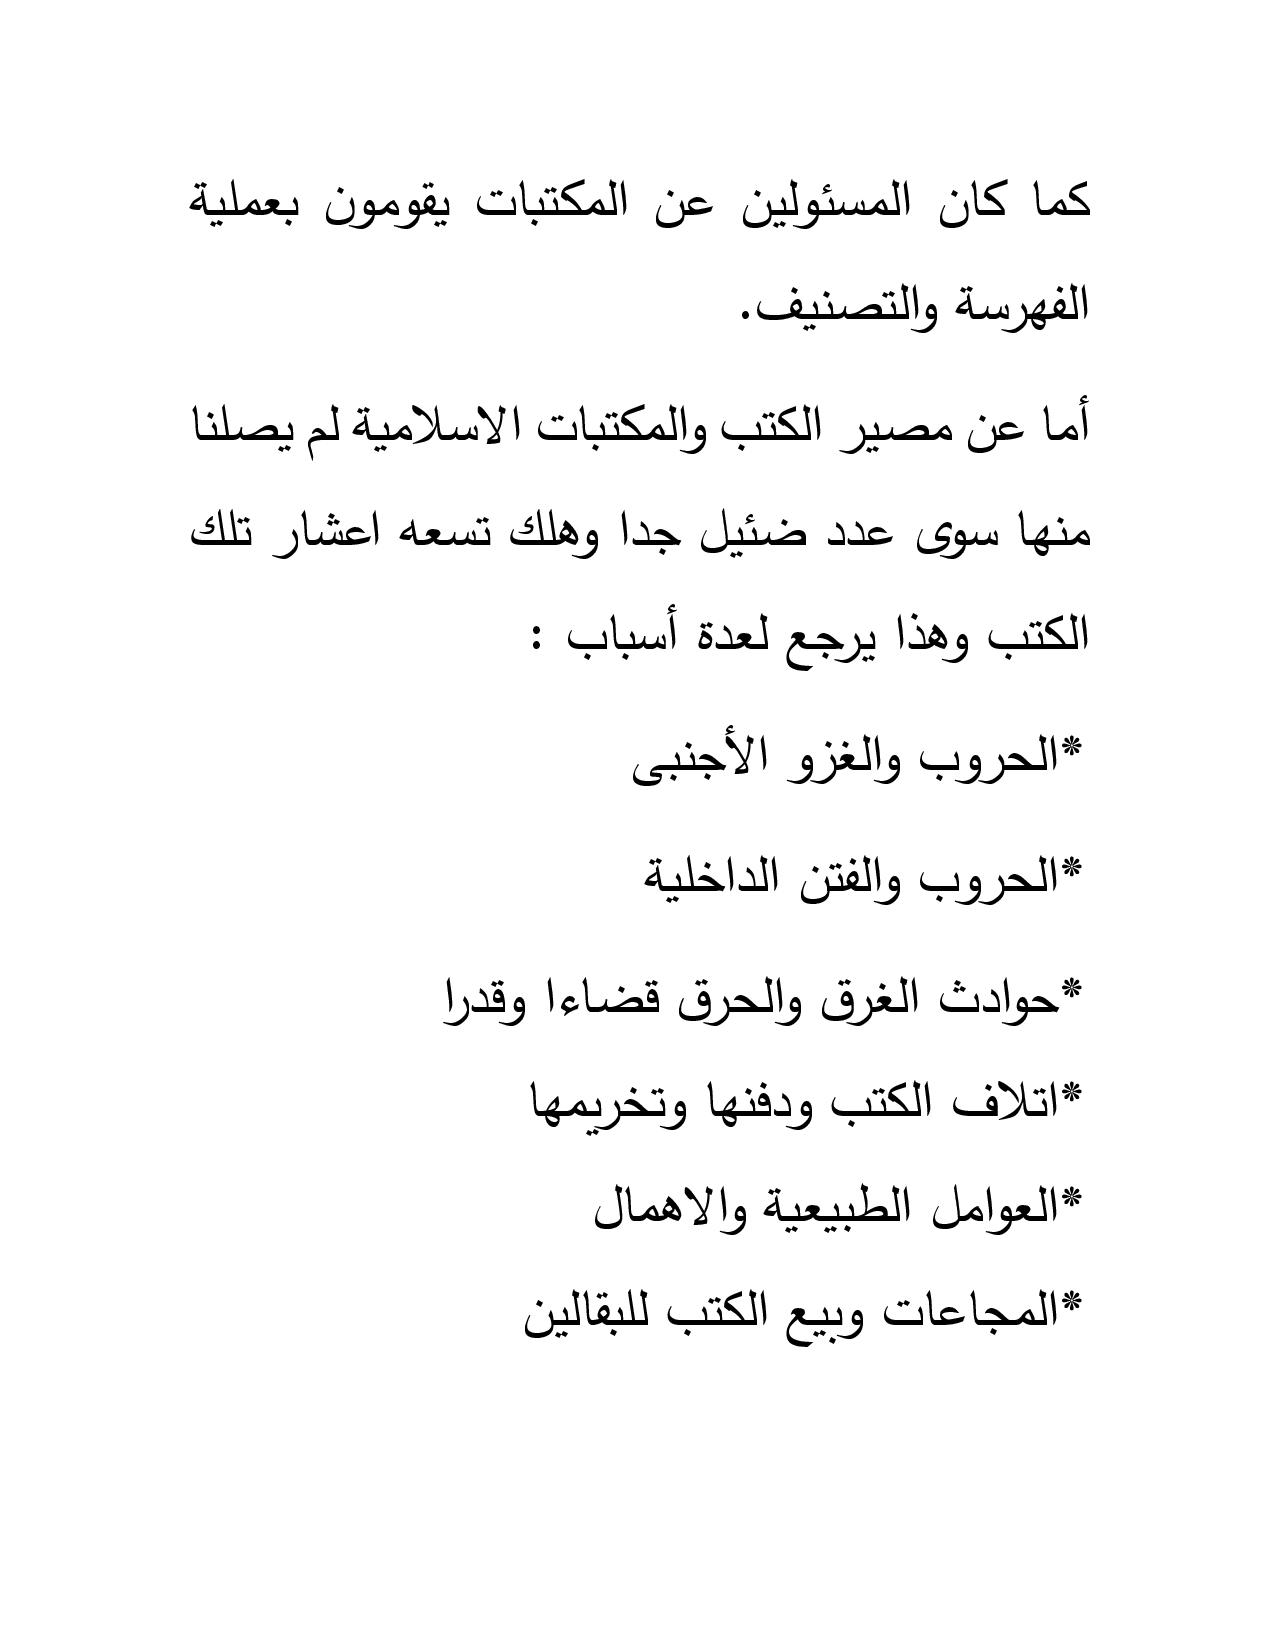 كما كان المسئولين عن المكتبات يقومون بعملية
الفهرسة والتصنيف.
أما عن مصير الكتب والمكتبات الاسلامية لم يصلنا
منها سوى عدد ضئيل جدا وهلك تسعه اعشار تلك
الكتب وهذا يرجع لعدة أسباب :
*الحروب والغزو الأجنبى
*الحروب والفتن الداخلية
*حوادث الغرق والحرق قضاءا وقدرا
*اتلاف الكتب ودفنها وتخريمها
*العوامل الطبيعية والاهمال
*المجاعات وبيع الكتب للبقالين